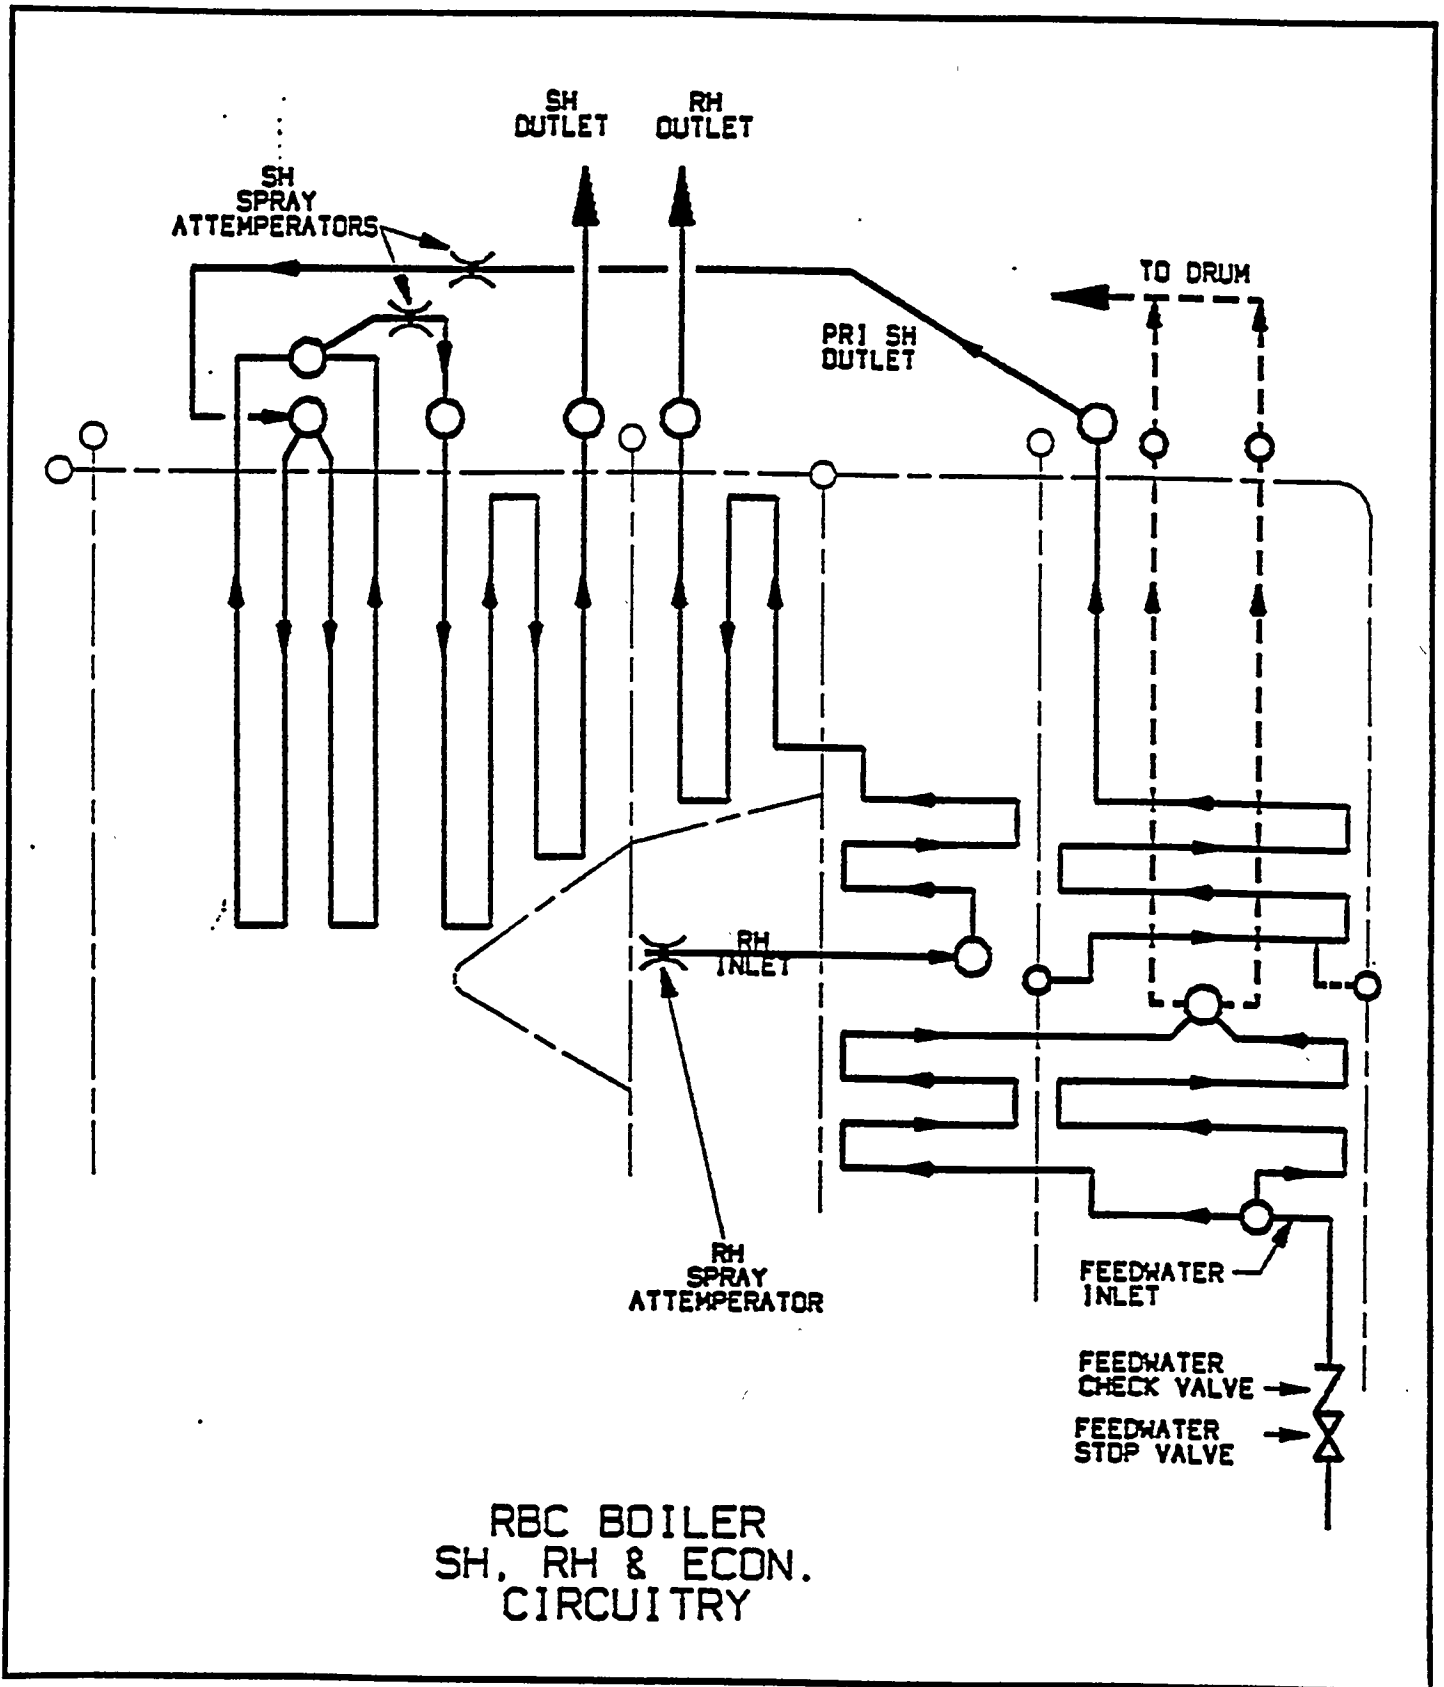 SH
OUTLET
RH
OUTLET
SH
SPRAY
ATTEMPERATORS
TO DRUM
PRI SH
OUTLET
RH
INLET
RH
SPRAY
ATTEMPERATOR
FEEDWATER
INLET
FEEDWATER
CHECK VALVE
FEEDWATER
STOP VALVE
RBC BOILER
SH, RH & ECON.
CIRCUITRY